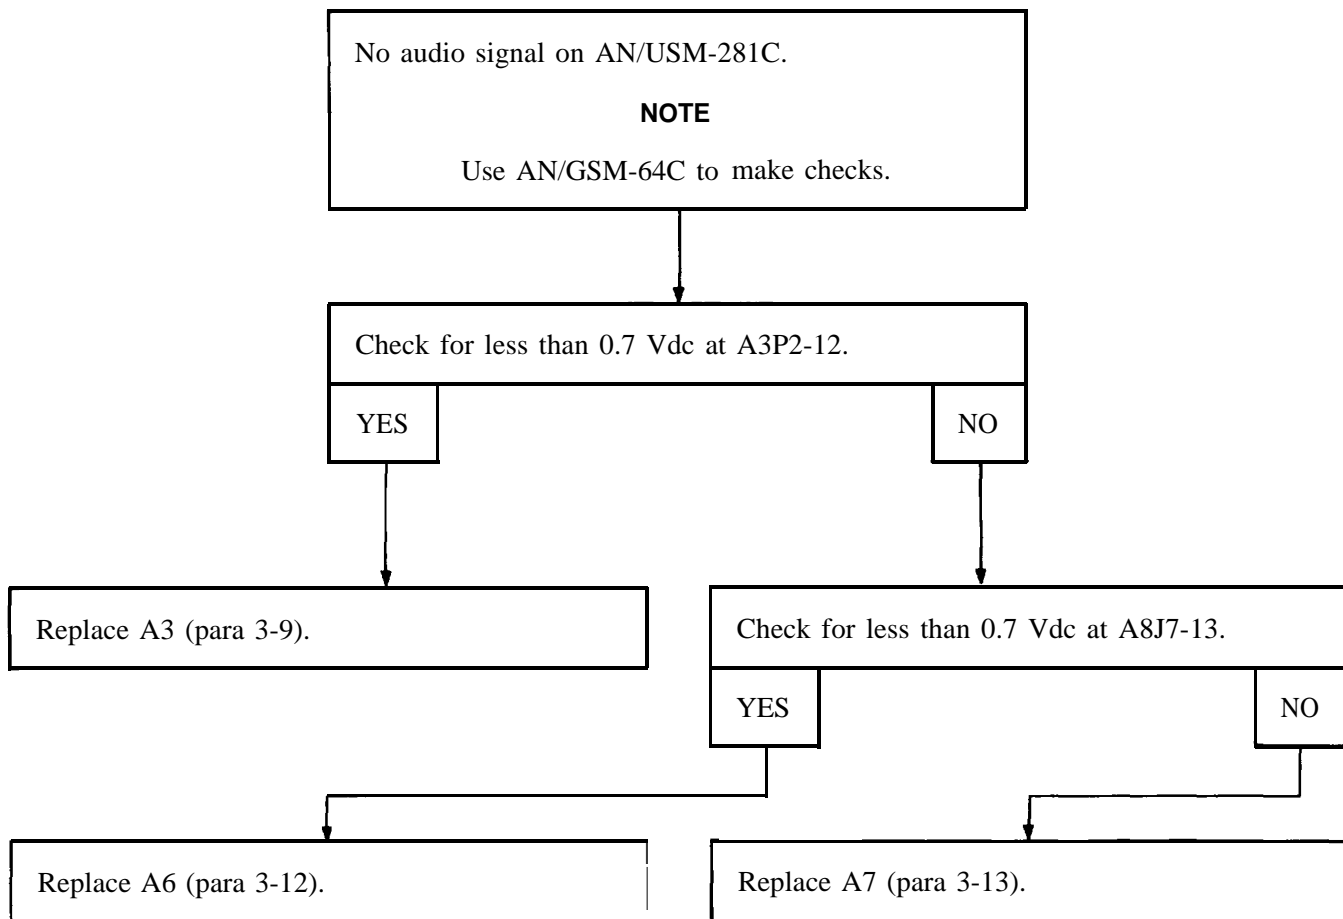 No audio signal on AN/USM-281C.
NOTE
Use AN/GSM-64C to make checks.
Check for less than 0.7 Vdc at A3P2-12.
YES
NO
Replace A3 (para 3-9).
Check for less than 0.7 Vdc at A8J7-13.
YES
NO
Replace A6 (para 3-12).
Replace A7 (para 3-13).